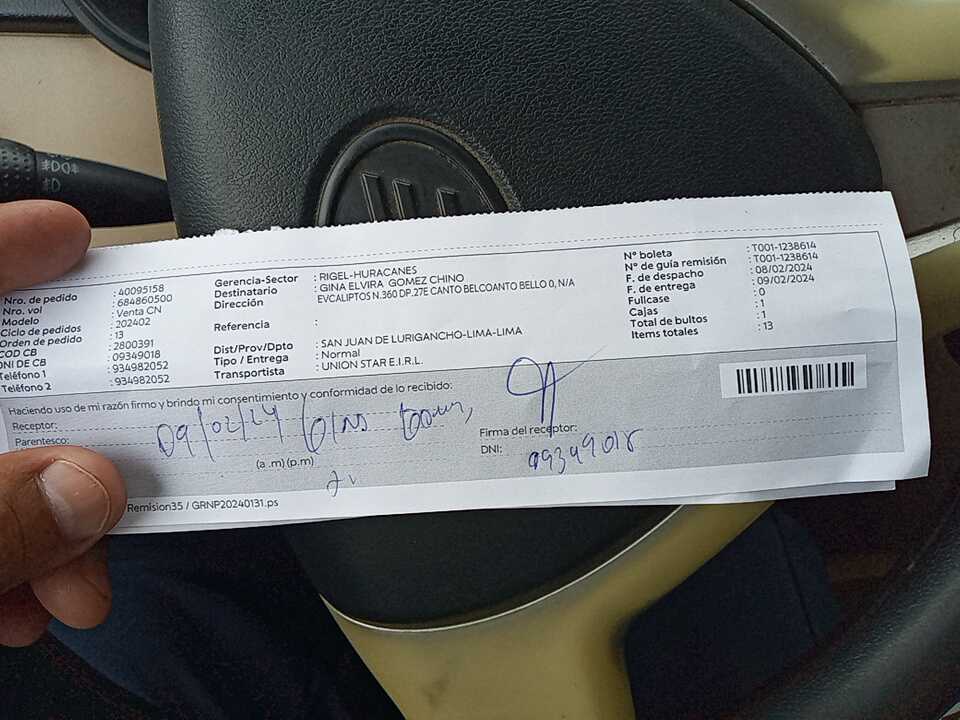 Nro. de pedido : 40095158
Nro. vol : 684860500
Modelo : Venta CN
Ciclo de pedidos : 202402
Orden de pedido : 13
COD CB : 2800391
DNI DE CB : 09349018
Teléfono 1 : 934982052
Teléfono 2 : 934982052
Gerencia-Sector : RIGEL-HURACANES
Destinatario : GINA ELVIRA GOMEZ CHINO
Dirección : EVCALIPTOS N.360 DP.27E CANTO BELCOANTO BELLO 0, N/A
Referencia :
Dist/Prov/Dpto : SAN JUAN DE LURIGANCHO-LIMA-LIMA
Tipo / Entrega : Normal
Transportista : UNION STAR E.I.R.L.
N° boleta : T001-1238614
N° de guía remisión : T001-1238614
F. de despacho : 08/02/2024
F. de entrega : 09/02/2024
Fullcase : 0
Cajas : 1
Total de bultos : 1
Items totales : 13
Haciendo uso de mi razón firmo y brindo mi consentimiento y conformidad de lo recibido:
Receptor:
Parentesco:
09/02/24
(a.m)(p.m)
Firma del receptor:
DNI: 09349018
Remision35 / GRNP20240131.ps